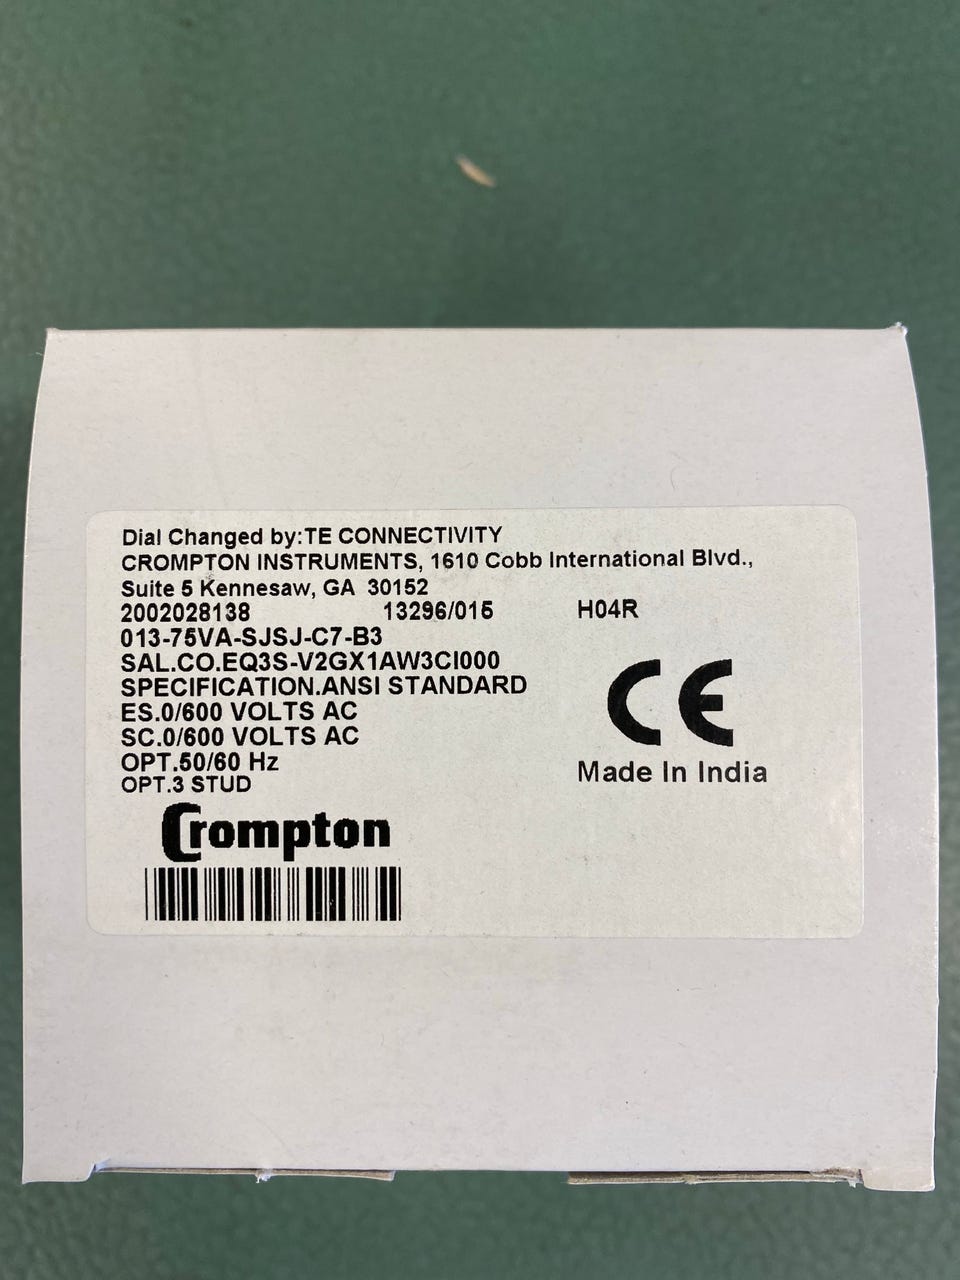 Dial Changed by:TE CONNECTIVITY
CROMPTON INSTRUMENTS, 1610 Cobb International Blvd.,
Suite 5 Kennesaw, GA 30152
2002028138 13296/015 H04R
013-75VA-SJSJ-C7-B3
SAL.CO.EQ3S-V2GX1AW3CI000
SPECIFICATION.ANSI STANDARD
ES.0/600 VOLTS AC
SC.0/600 VOLTS AC
OPT.50/60 Hz
OPT.3 STUD
CE
Made In India
Crompton